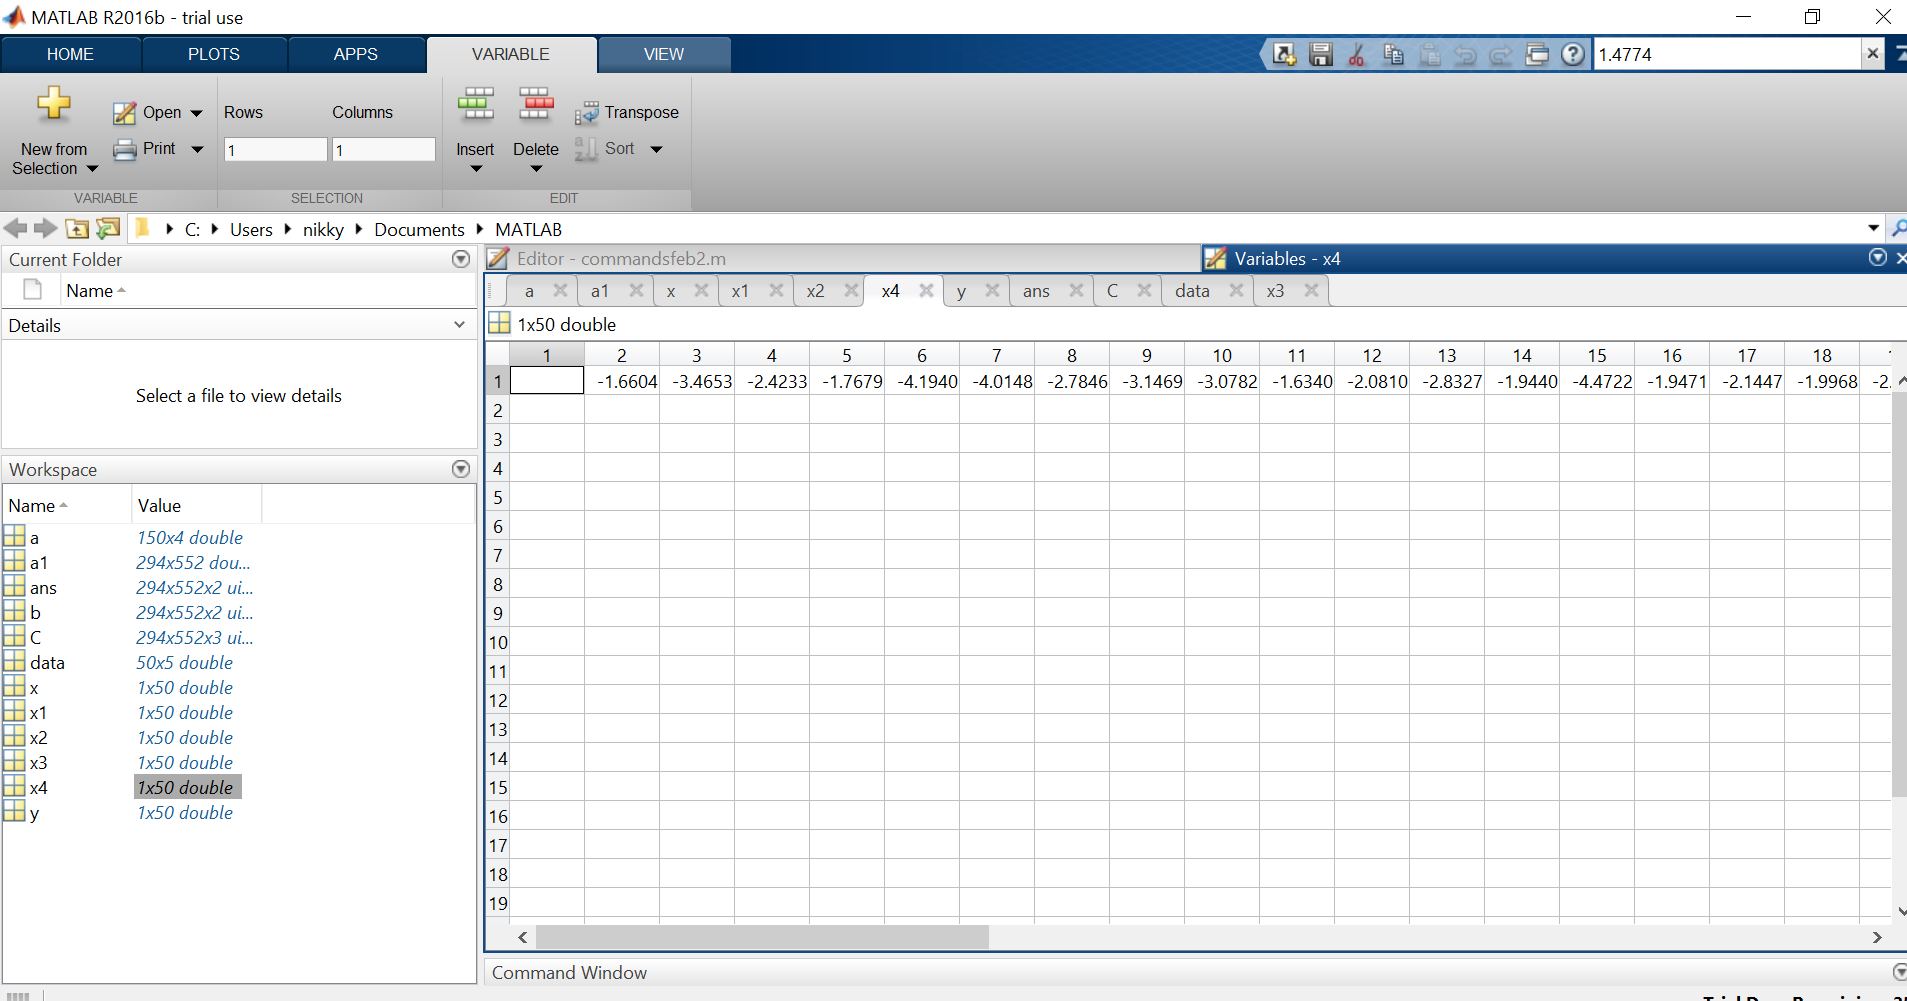 MATLAB R2016b - trial use
HOME PLOTS APPS VARIABLE VIEW 1.4774
New from Selection
Open
Print
Rows Columns
1 1
Insert Delete
Transpose
Sort
VARIABLE SELECTION EDIT
C: Users nikky Documents MATLAB
Current Folder
Name
Details
Select a file to view details
Workspace
Name Value
a 150x4 double
a1 294x552 dou...
ans 294x552x2 ui...
b 294x552x2 ui...
C 294x552x3 ui...
data 50x5 double
x 1x50 double
x1 1x50 double
x2 1x50 double
x3 1x50 double
x4 1x50 double
y 1x50 double
Editor - commandsfeb2.m Variables - x4
a a1 x x1 x2 x4 y ans C data x3
1x50 double
1 2 3 4 5 6 7 8 9 10 11 12 13 14 15 16 17 18
1 -1.6604 -3.4653 -2.4233 -1.7679 -4.1940 -4.0148 -2.7846 -3.1469 -3.0782 -1.6340 -2.0810 -2.8327 -1.9440 -4.4722 -1.9471 -2.1447 -1.9968 -2.
2
3
4
5
6
7
8
9
10
11
12
13
14
15
16
17
18
19
Command Window